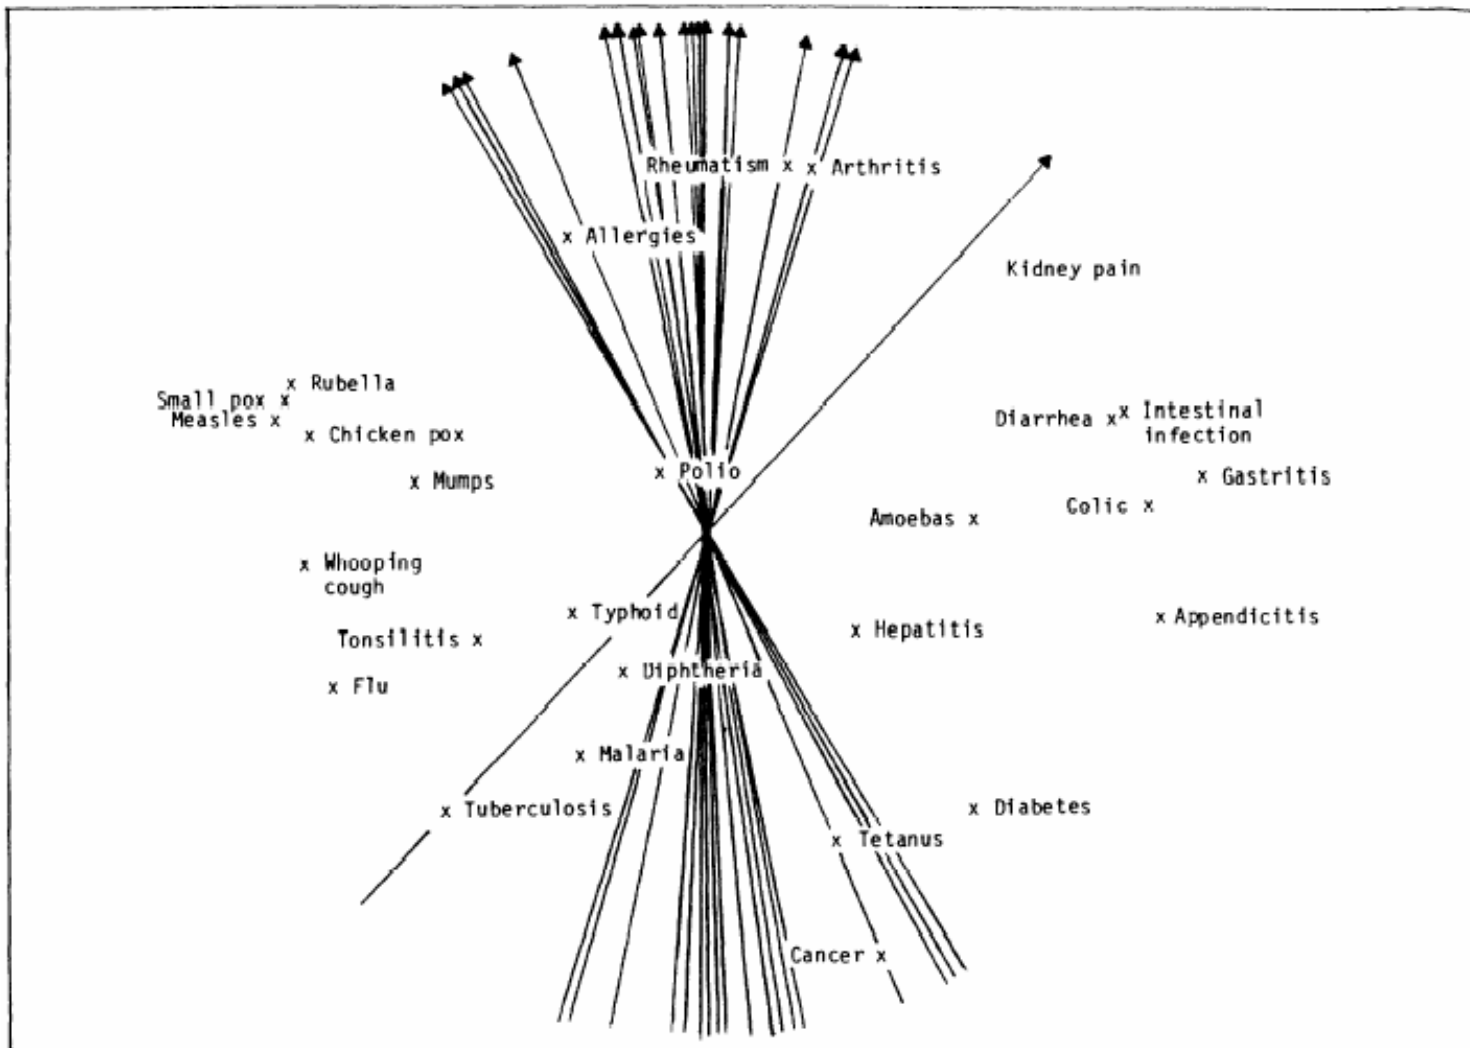 Rheumatism x x Arthritis
x Allergies
Kidney pain
x Rubella
Small pox x
Measles x
x Chicken pox
Diarrhea x x Intestinal
infection
x Mumps
x Polio
x Gastritis
Colic x
Amoebas x
x Whooping
cough
x Typhoid
x Appendicitis
Tonsilitis x
x Hepatitis
x Diphtheria
x Flu
x Malaria
x Tuberculosis
x Diabetes
x Tetanus
Cancer x